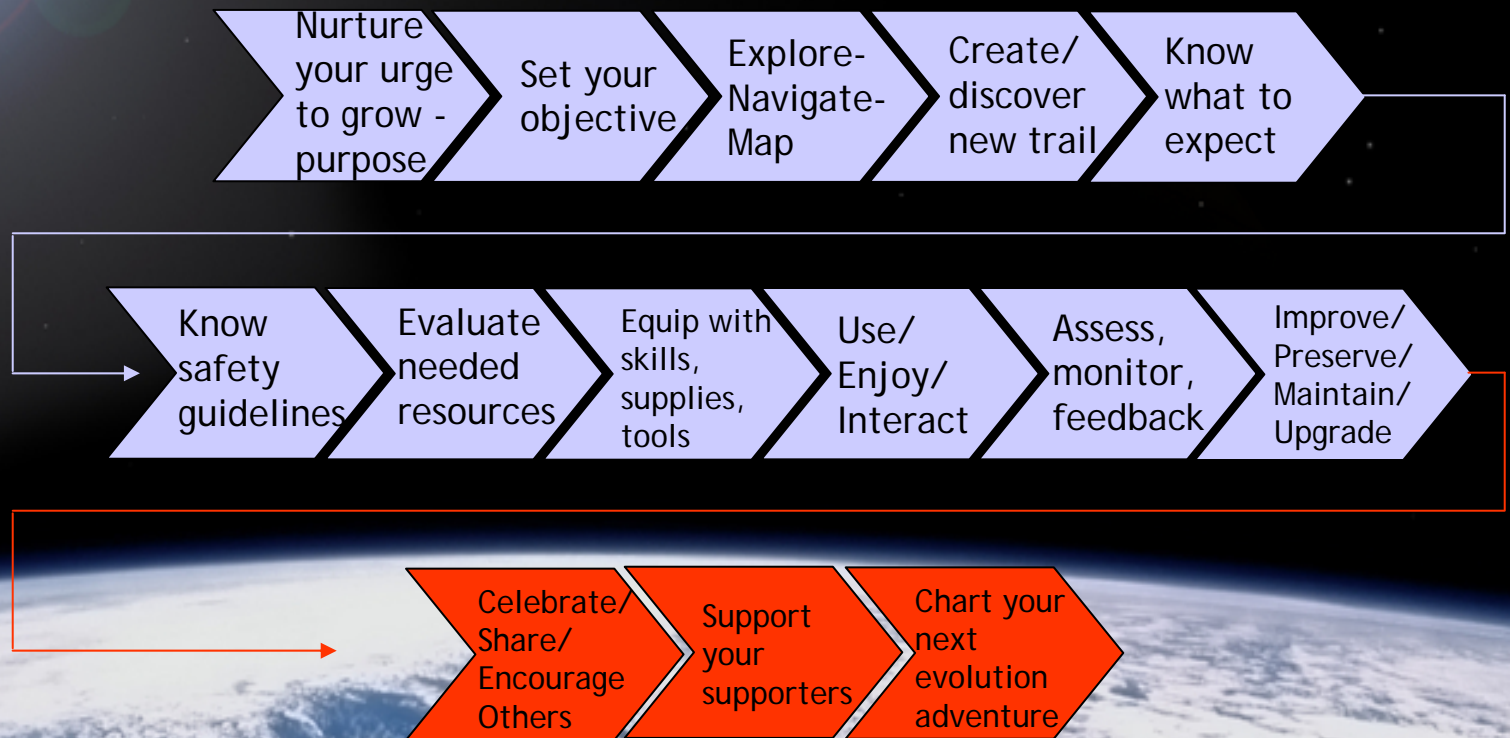 Nurture
your urge
to grow -
purpose
Set your
objective
Explore-
Navigate-
Map
Create/
discover
new trail
Know
what to
expect
Know
safety
guidelines
Evaluate
needed
resources
Equip with
skills,
supplies,
tools
Use/
Enjoy/
Interact
Assess,
monitor,
feedback
Improve/
Preserve/
Maintain/
Upgrade
Celebrate/
Share/
Encourage
Others
Support
your
supporters
Chart your
next
evolution
adventure